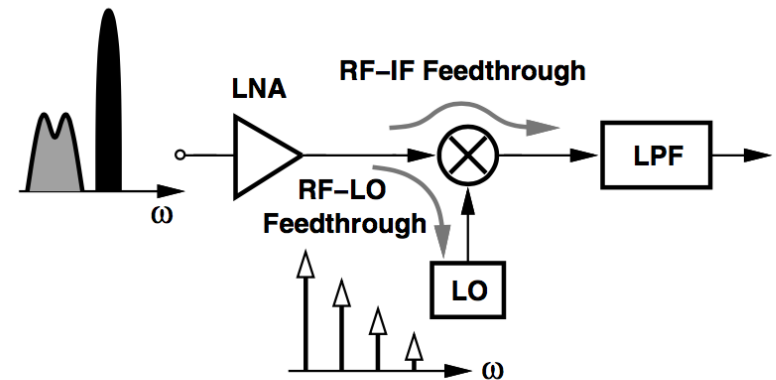 RF–IF Feedthrough
LNA
LPF
RF–LO
Feedthrough
ω
LO
ω